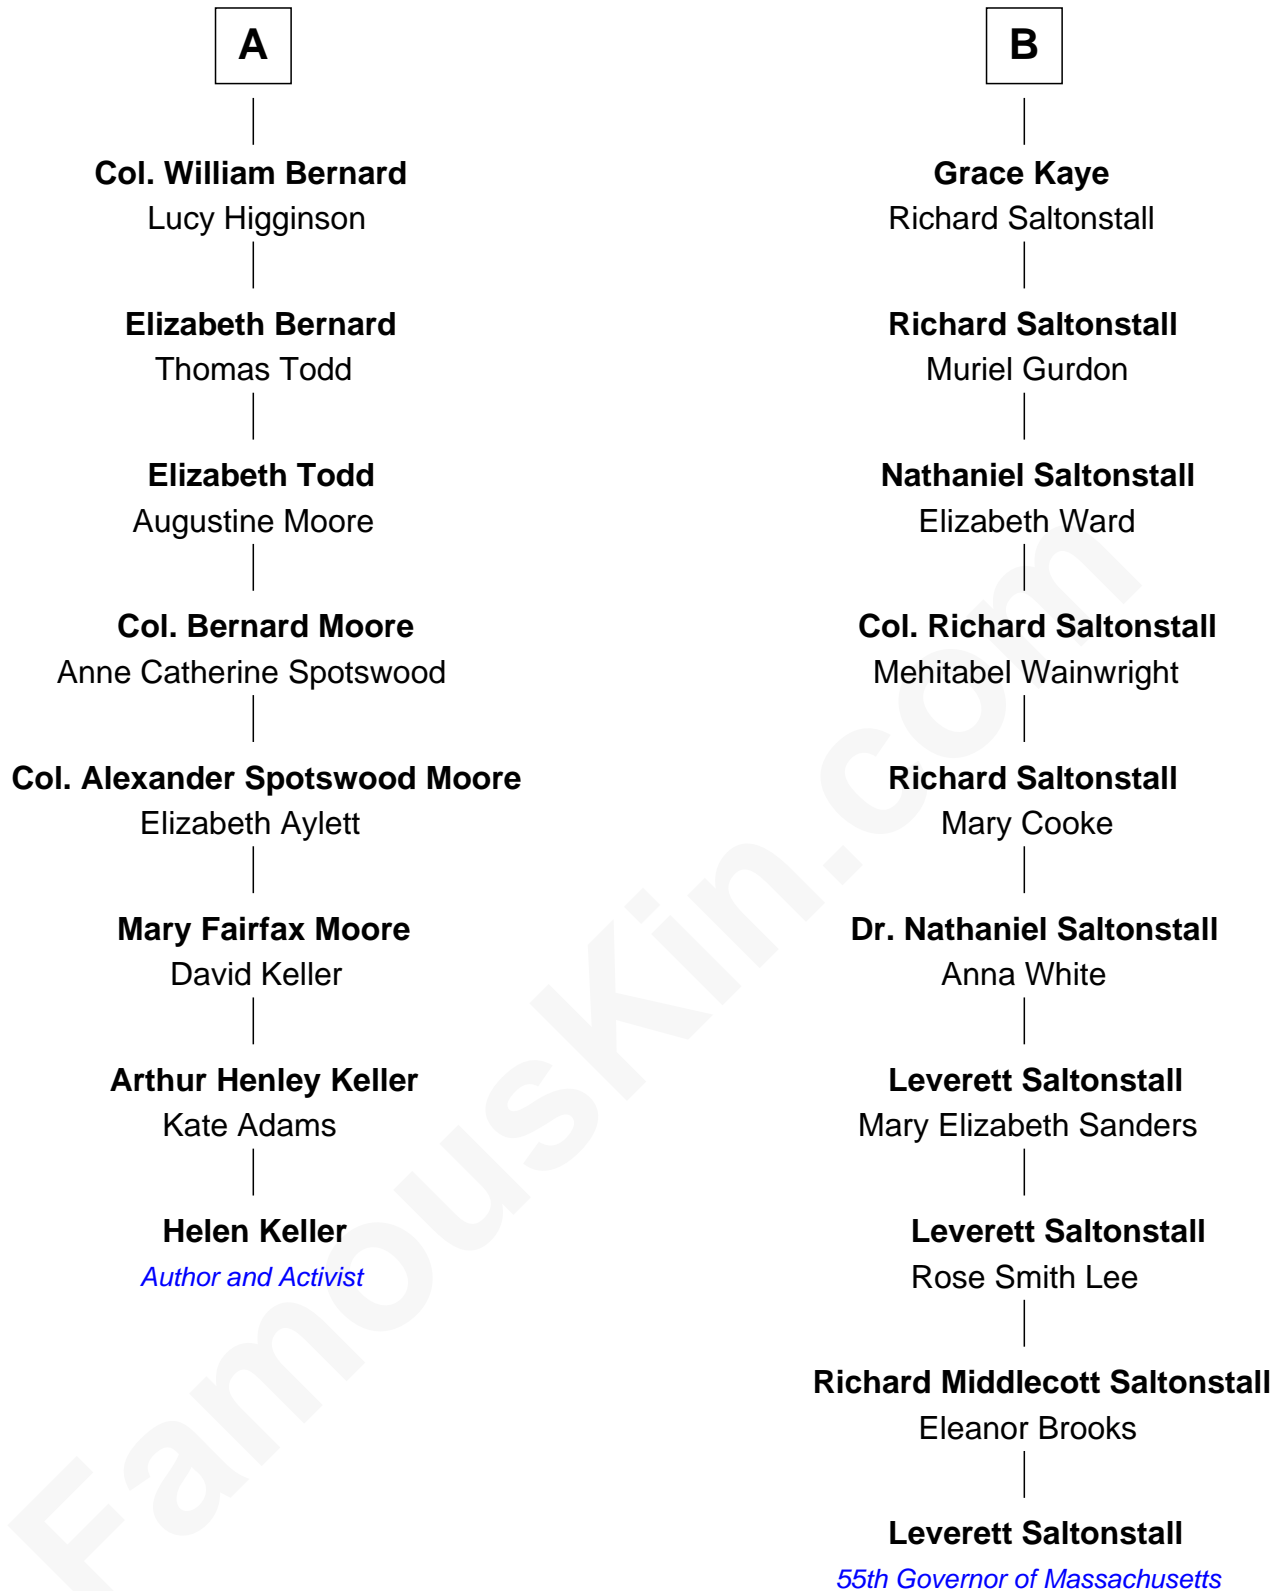 A
Col. William Bernard
Lucy Higginson
Elizabeth Bernard
Thomas Todd
Elizabeth Todd
Augustine Moore
Col. Bernard Moore
Anne Catherine Spotswood
Col. Alexander Spotswood Moore
Elizabeth Aylett
Mary Fairfax Moore
David Keller
Arthur Henley Keller
Kate Adams
Helen Keller
Author and Activist
B
Grace Kaye
Richard Saltonstall
Richard Saltonstall
Muriel Gurdon
Nathaniel Saltonstall
Elizabeth Ward
Col. Richard Saltonstall
Mehitabel Wainwright
Richard Saltonstall
Mary Cooke
Dr. Nathaniel Saltonstall
Anna White
Leverett Saltonstall
Mary Elizabeth Sanders
Leverett Saltonstall
Rose Smith Lee
Richard Middlecott Saltonstall
Eleanor Brooks
Leverett Saltonstall
55th Governor of Massachusetts
FamousKin.com